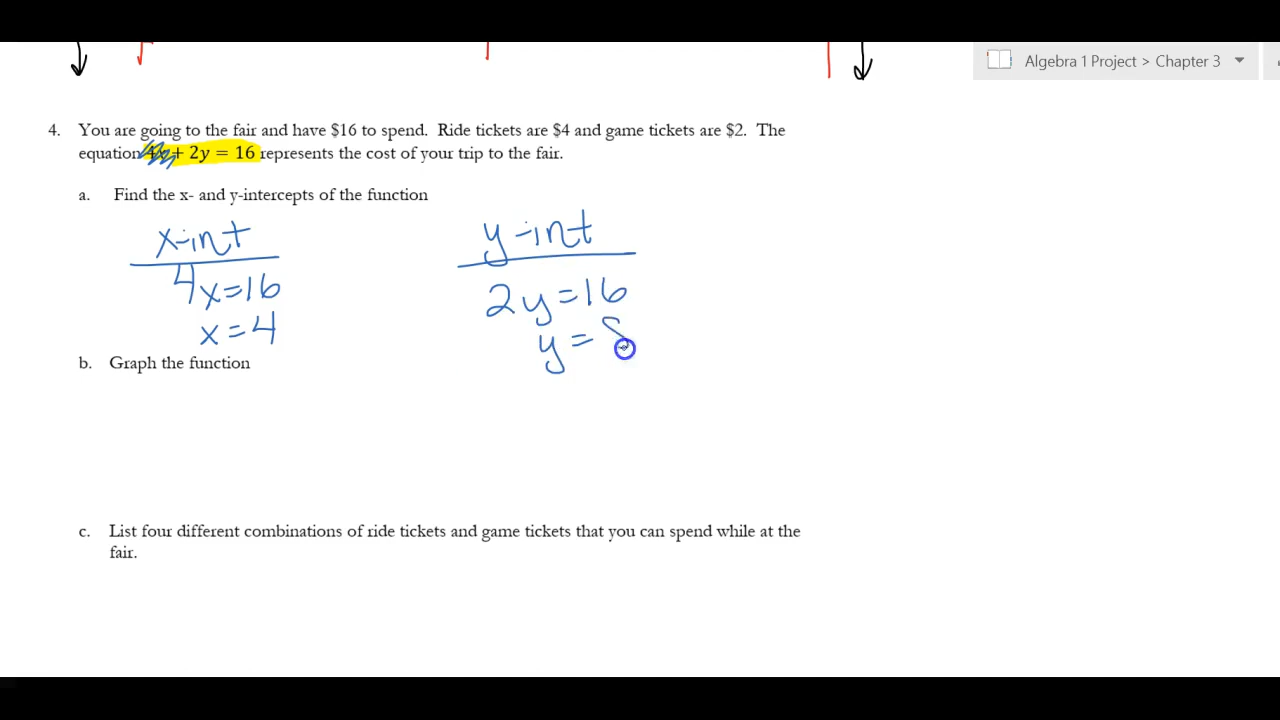 Algebra 1 Project > Chapter 3
4. You are going to the fair and have $16 to spend. Ride tickets are $4 and game tickets are $2. The
equation 4x + 2y = 16 represents the cost of your trip to the fair.
a. Find the x- and y-intercepts of the function
x-int
4x=16
x=4
y-int
2y=16
y=8
b. Graph the function
c. List four different combinations of ride tickets and game tickets that you can spend while at the
fair.